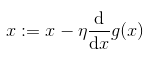 x := x − η d/dx g(x)